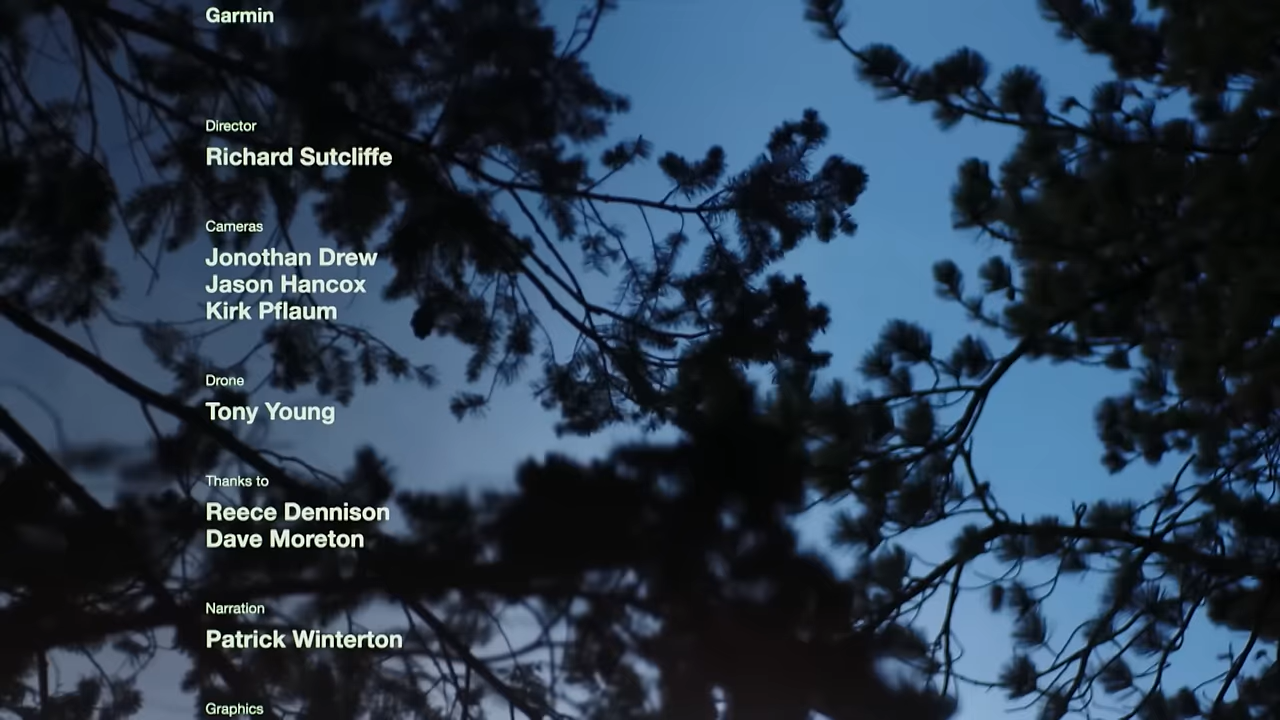 Garmin
Director
Richard Sutcliffe
Cameras
Jonothan Drew
Jason Hancox
Kirk Pflaum
Drone
Tony Young
Thanks to
Reece Dennison
Dave Moreton
Narration
Patrick Winterton
Graphics